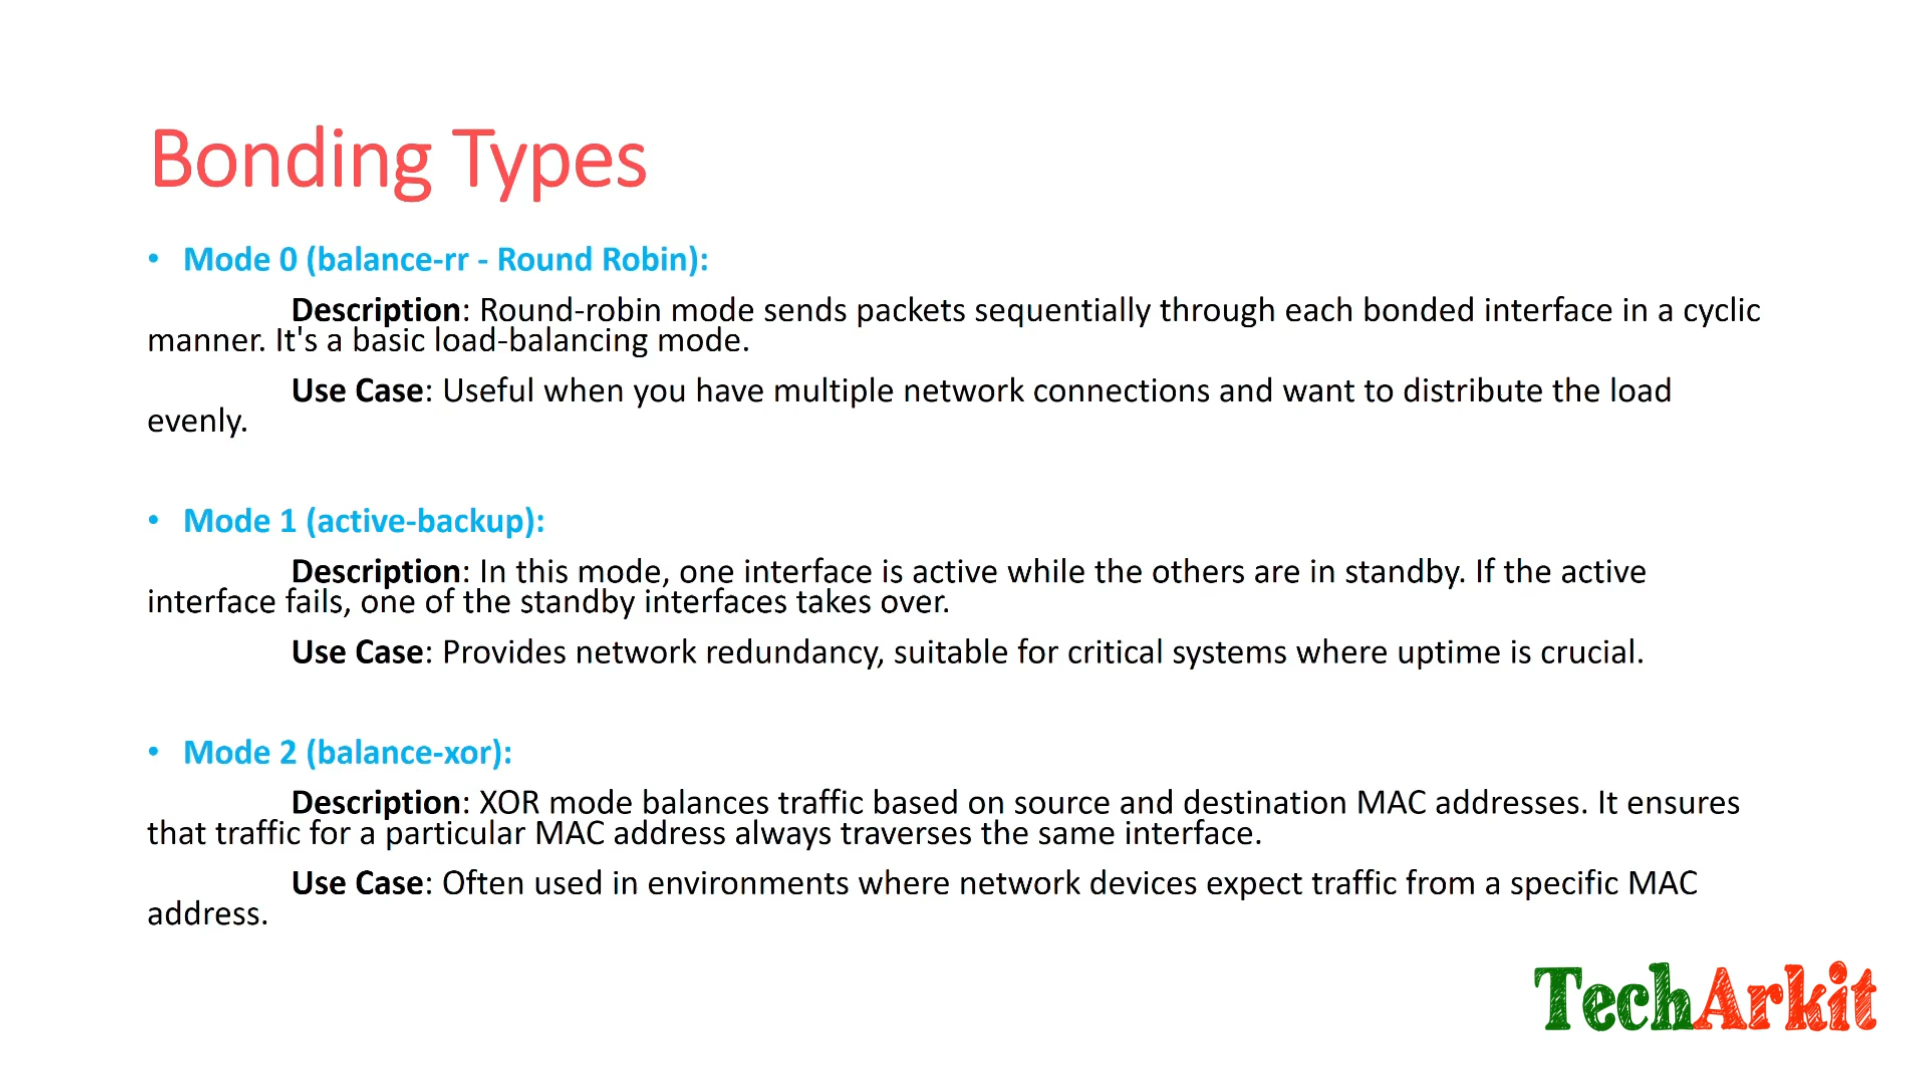 Bonding Types
• Mode 0 (balance-rr - Round Robin):
Description: Round-robin mode sends packets sequentially through each bonded interface in a cyclic
manner. It's a basic load-balancing mode.
Use Case: Useful when you have multiple network connections and want to distribute the load
evenly.
• Mode 1 (active-backup):
Description: In this mode, one interface is active while the others are in standby. If the active
interface fails, one of the standby interfaces takes over.
Use Case: Provides network redundancy, suitable for critical systems where uptime is crucial.
• Mode 2 (balance-xor):
Description: XOR mode balances traffic based on source and destination MAC addresses. It ensures
that traffic for a particular MAC address always traverses the same interface.
Use Case: Often used in environments where network devices expect traffic from a specific MAC
address.
TechArkit